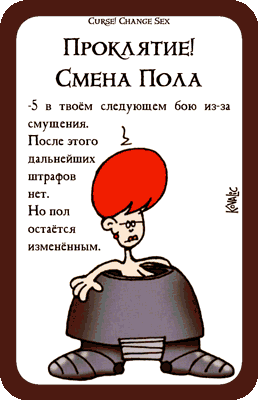 Curse! Change Sex
Проклятие!
Смена Пола
-5 в твоём следующем бою из-за
смущения.
После этого
дальнейших
штрафов
нет.
Но пол
остаётся
изменённым.
Kovalic